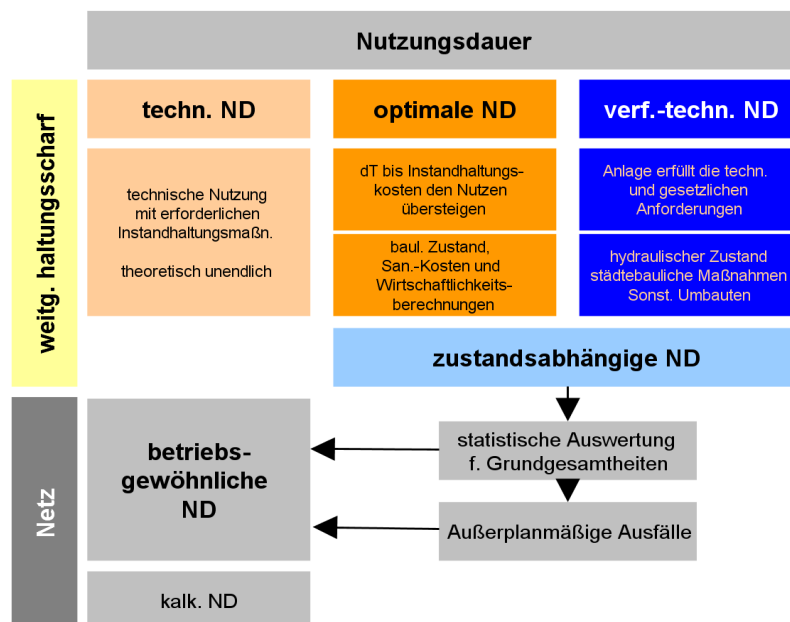 Nutzungsdauer
weitg. haltungsscharf
techn. ND
optimale ND
verf.-techn. ND
technische Nutzung
mit erforderlichen
Instandhaltungsmaßn.
theoretisch unendlich
dT bis Instandhaltungs-
kosten den Nutzen
übersteigen
baul. Zustand,
San.-Kosten und
Wirtschaftlichkeits-
berechnungen
Anlage erfüllt die techn.
und gesetzlichen
Anforderungen
hydraulischer Zustand
städtebauliche Maßnahmen
Sonst. Umbauten
zustandsabhängige ND
Netz
betriebs-
gewöhnliche
ND
statistische Auswertung
f. Grundgesamtheiten
Außerplanmäßige Ausfälle
kalk. ND